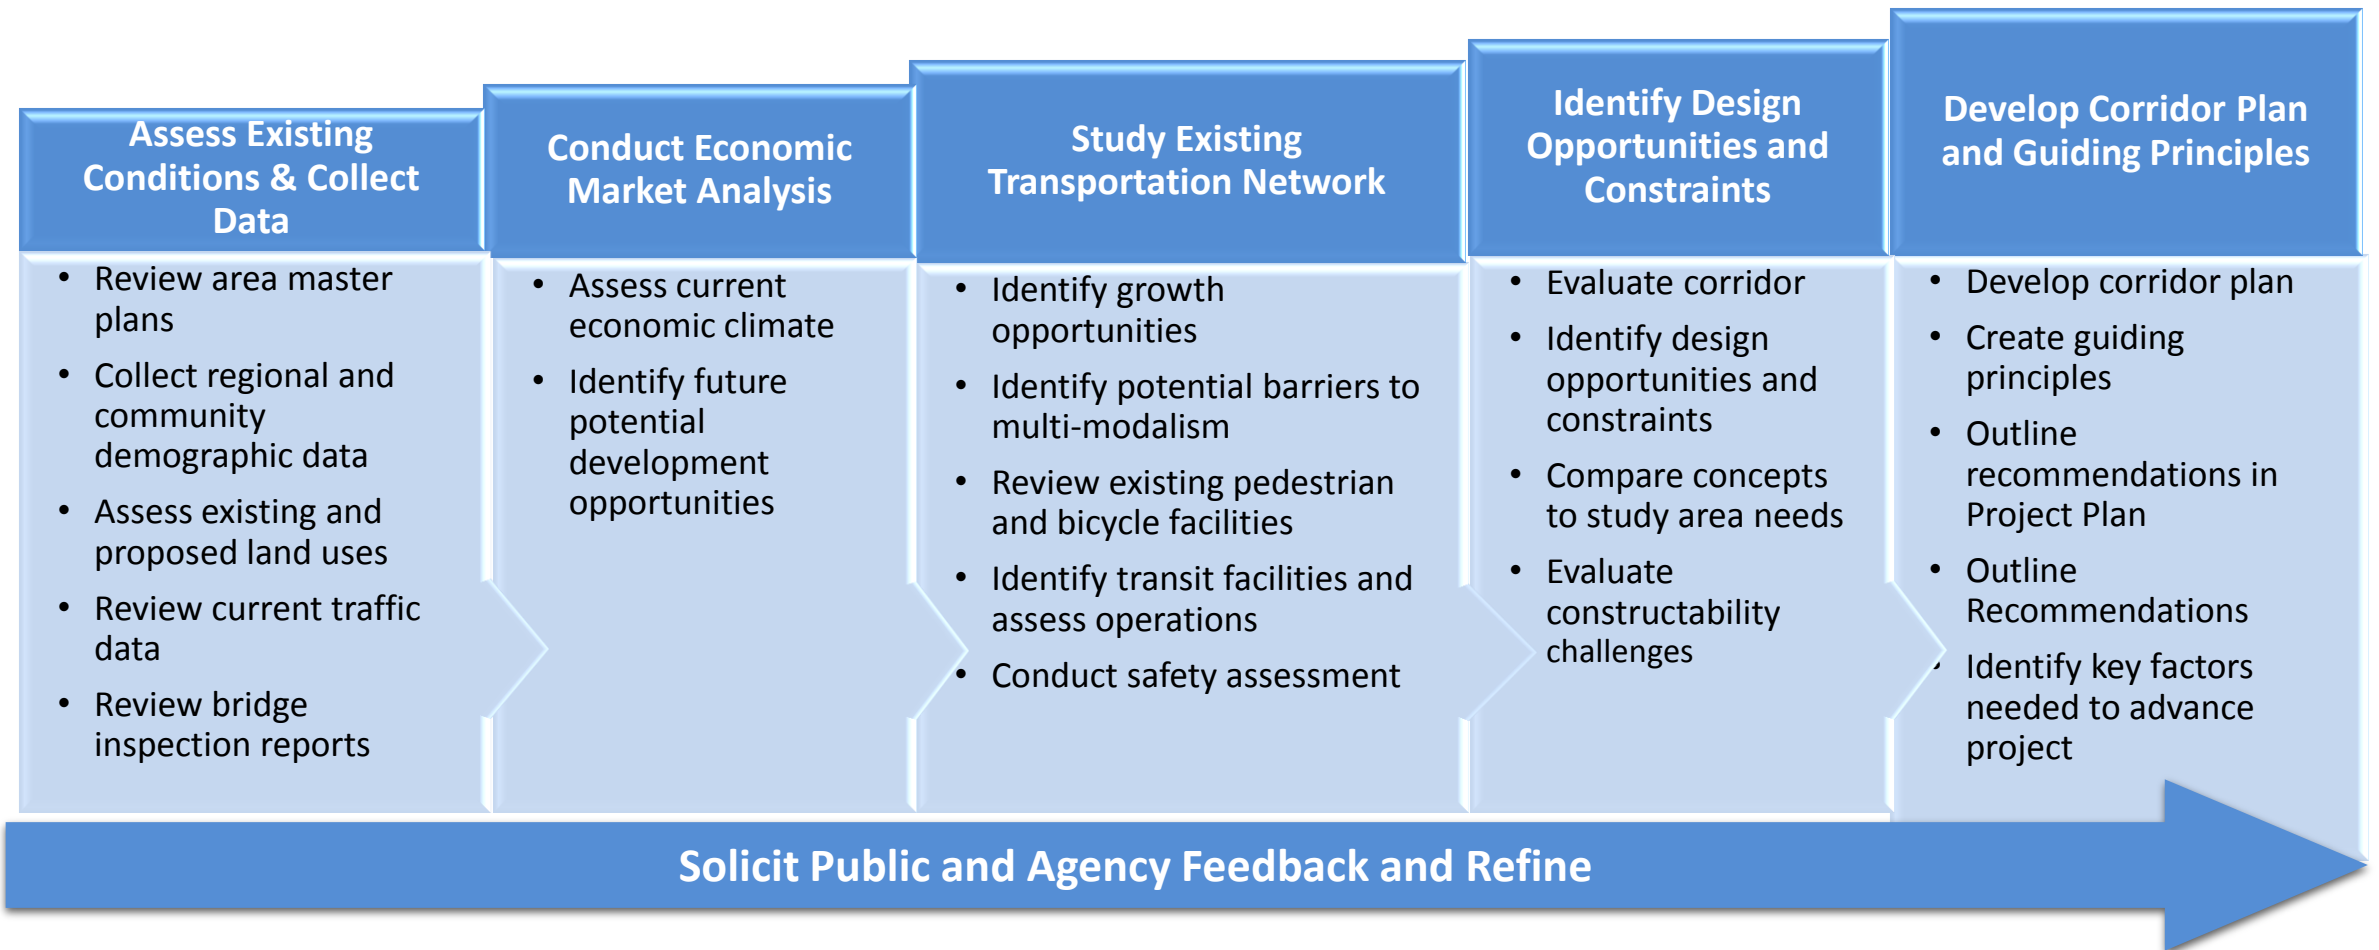 Assess Existing
Conditions & Collect
Data
• Review area master
plans
• Collect regional and
community
demographic data
• Assess existing and
proposed land uses
• Review current traffic
data
• Review bridge
inspection reports
Conduct Economic
Market Analysis
• Assess current
economic climate
• Identify future
potential
development
opportunities
Study Existing
Transportation Network
• Identify growth
opportunities
• Identify potential barriers to
multi-modalism
• Review existing pedestrian
and bicycle facilities
• Identify transit facilities and
assess operations
• Conduct safety assessment
Identify Design
Opportunities and
Constraints
• Evaluate corridor
• Identify design
opportunities and
constraints
• Compare concepts
to study area needs
• Evaluate
constructability
challenges
Develop Corridor Plan
and Guiding Principles
• Develop corridor plan
• Create guiding
principles
• Outline
recommendations in
Project Plan
• Outline
Recommendations
• Identify key factors
needed to advance
project
Solicit Public and Agency Feedback and Refine